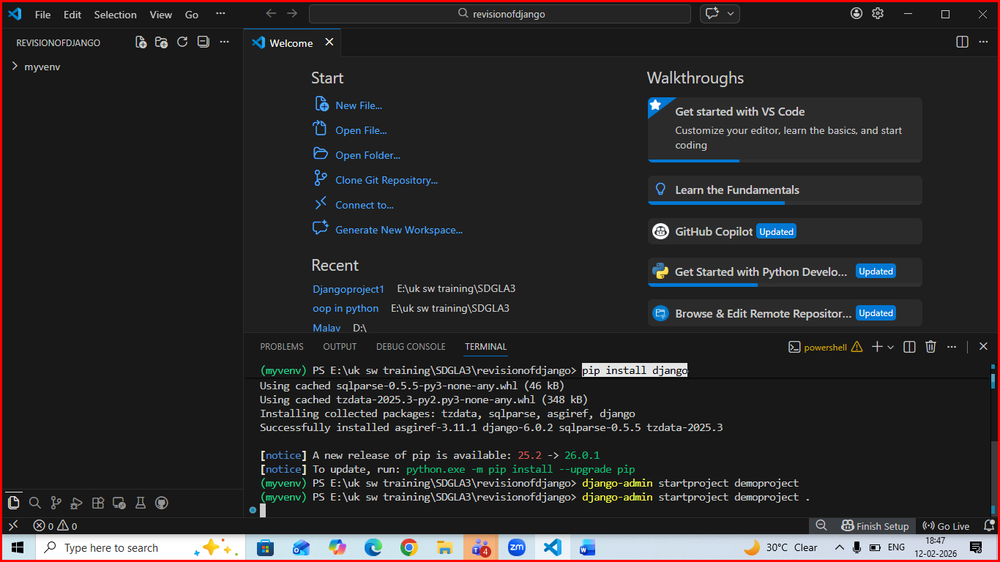 File Edit Selection View Go ··· revisionofdjango
REVISIONOFDJANGO
myvenv
Welcome
Start
New File...
Open File...
Open Folder...
Clone Git Repository...
Connect to...
Generate New Workspace...
Recent
Djangoproject1 E:\uk sw training\SDGLA3
oop in python E:\uk sw training\SDGLA3
Malav D:\
Walkthroughs
Get started with VS Code
Customize your editor, learn the basics, and start
coding
Learn the Fundamentals
GitHub Copilot Updated
Get Started with Python Develo... Updated
Browse & Edit Remote Repositor... Updated
PROBLEMS OUTPUT DEBUG CONSOLE TERMINAL powershell
(myvenv) PS E:\uk sw training\SDGLA3\revisionofdjango> pip install django
Using cached sqlparse-0.5.5-py3-none-any.whl (46 kB)
Using cached tzdata-2025.3-py2.py3-none-any.whl (348 kB)
Installing collected packages: tzdata, sqlparse, asgiref, django
Successfully installed asgiref-3.11.1 django-6.0.2 sqlparse-0.5.5 tzdata-2025.3
[notice] A new release of pip is available: 25.2 -> 26.0.1
[notice] To update, run: python.exe -m pip install --upgrade pip
(myvenv) PS E:\uk sw training\SDGLA3\revisionofdjango> django-admin startproject demoproject
(myvenv) PS E:\uk sw training\SDGLA3\revisionofdjango> django-admin startproject demoproject .
0 0 Finish Setup Go Live
Type here to search 4 zm 30°C Clear ENG 18:47
12-02-2026